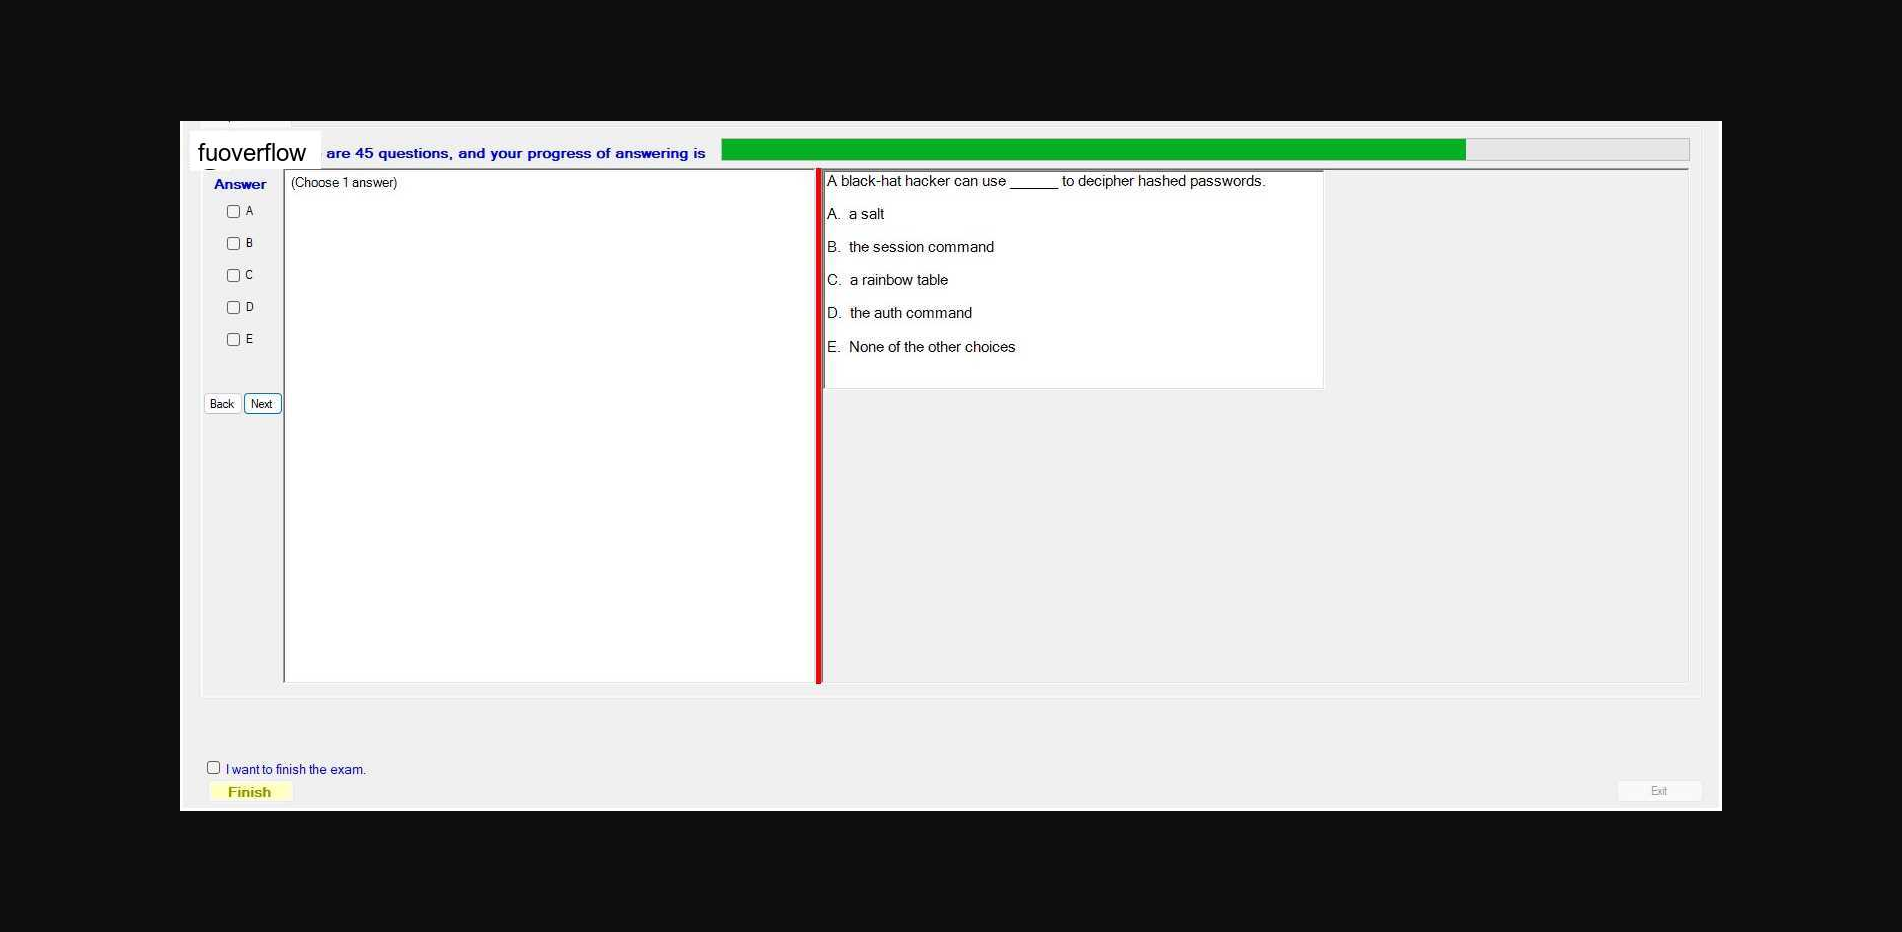 fuoverflow are 45 questions, and your progress of answering is
Answer
A
B
C
D
E
Back Next
(Choose 1 answer)
A black-hat hacker can use ______ to decipher hashed passwords.
A. a salt
B. the session command
C. a rainbow table
D. the auth command
E. None of the other choices
I want to finish the exam.
Finish
Exit